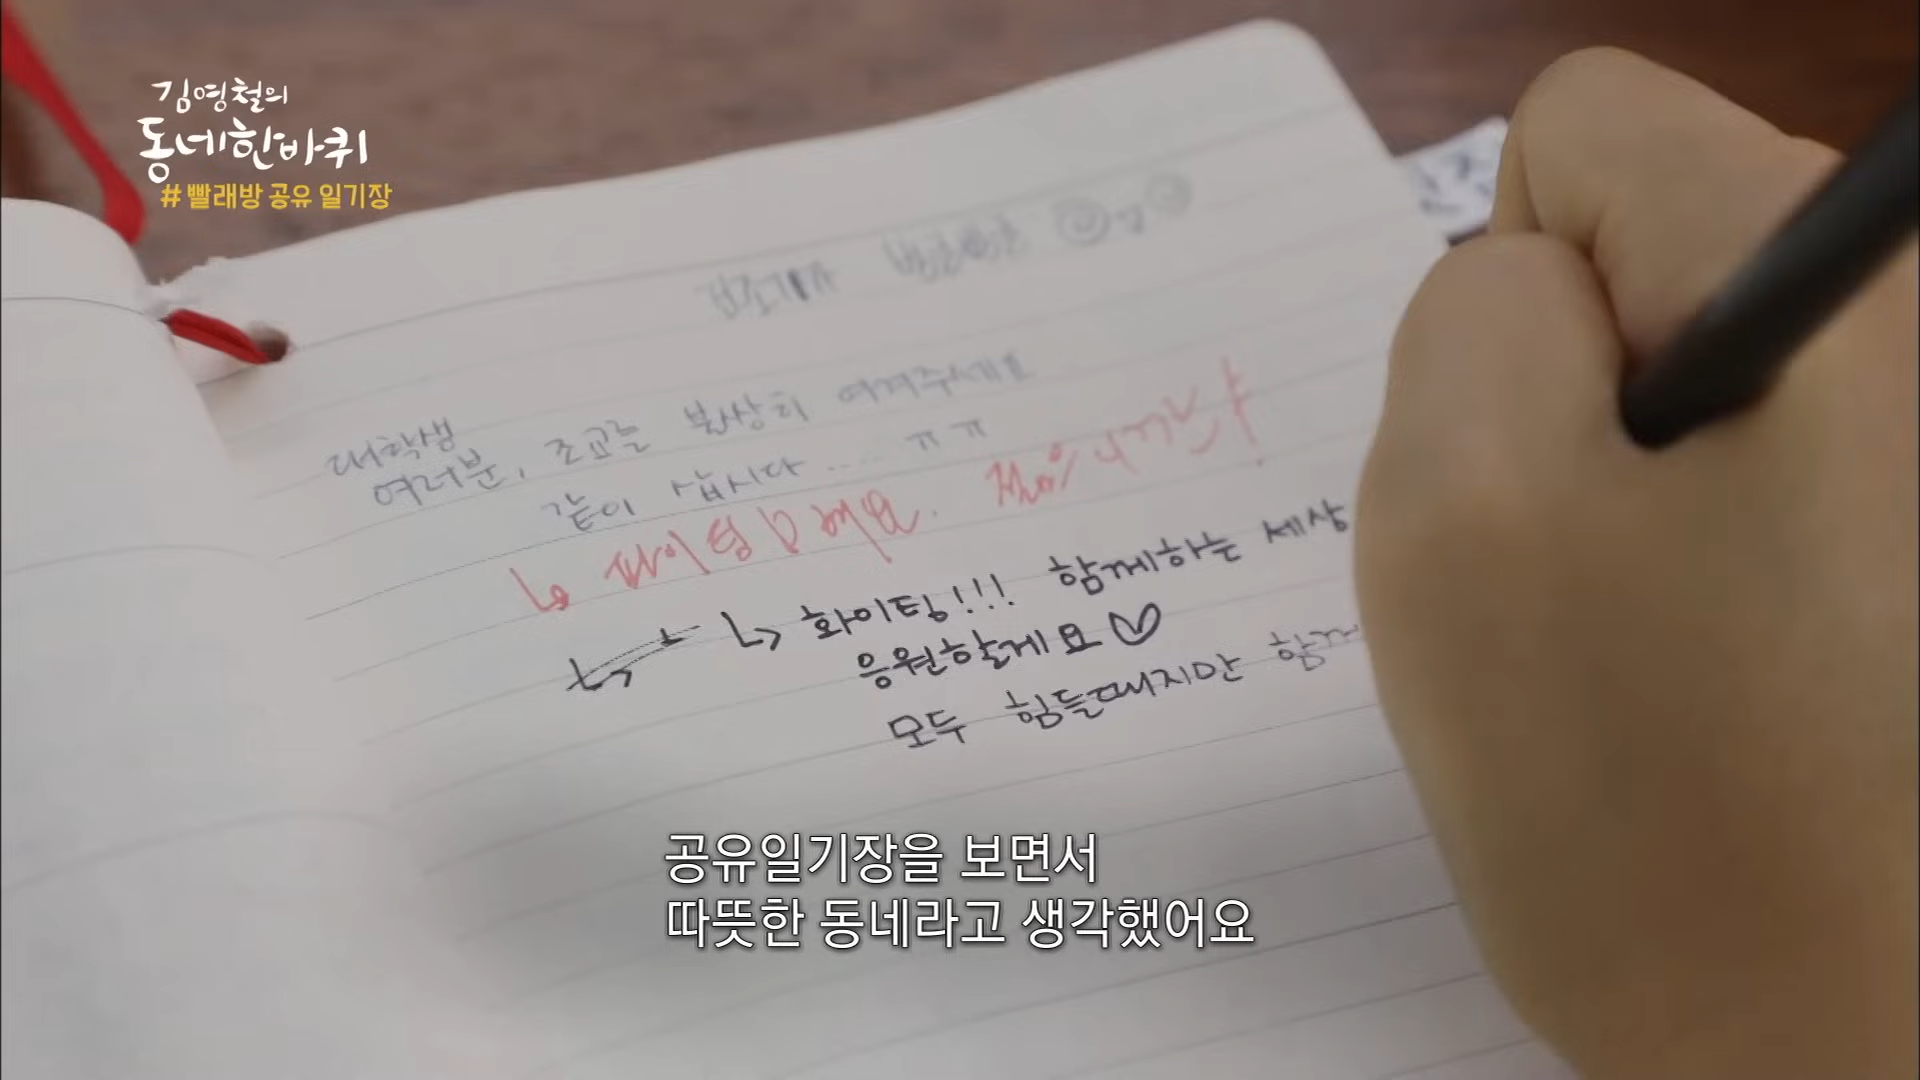 김영철의
동네한바퀴
#빨래방 공유 일기장
대학생
여러분, 조교를 불쌍히 여겨주세요
같이 삽시다.... ㅠㅠ
↳ 파이팅♡해요.
↳ 화이팅!!! 함께하는 세상
응원할게요♡
모두 힘들때지만 함께
공유일기장을 보면서
따뜻한 동네라고 생각했어요